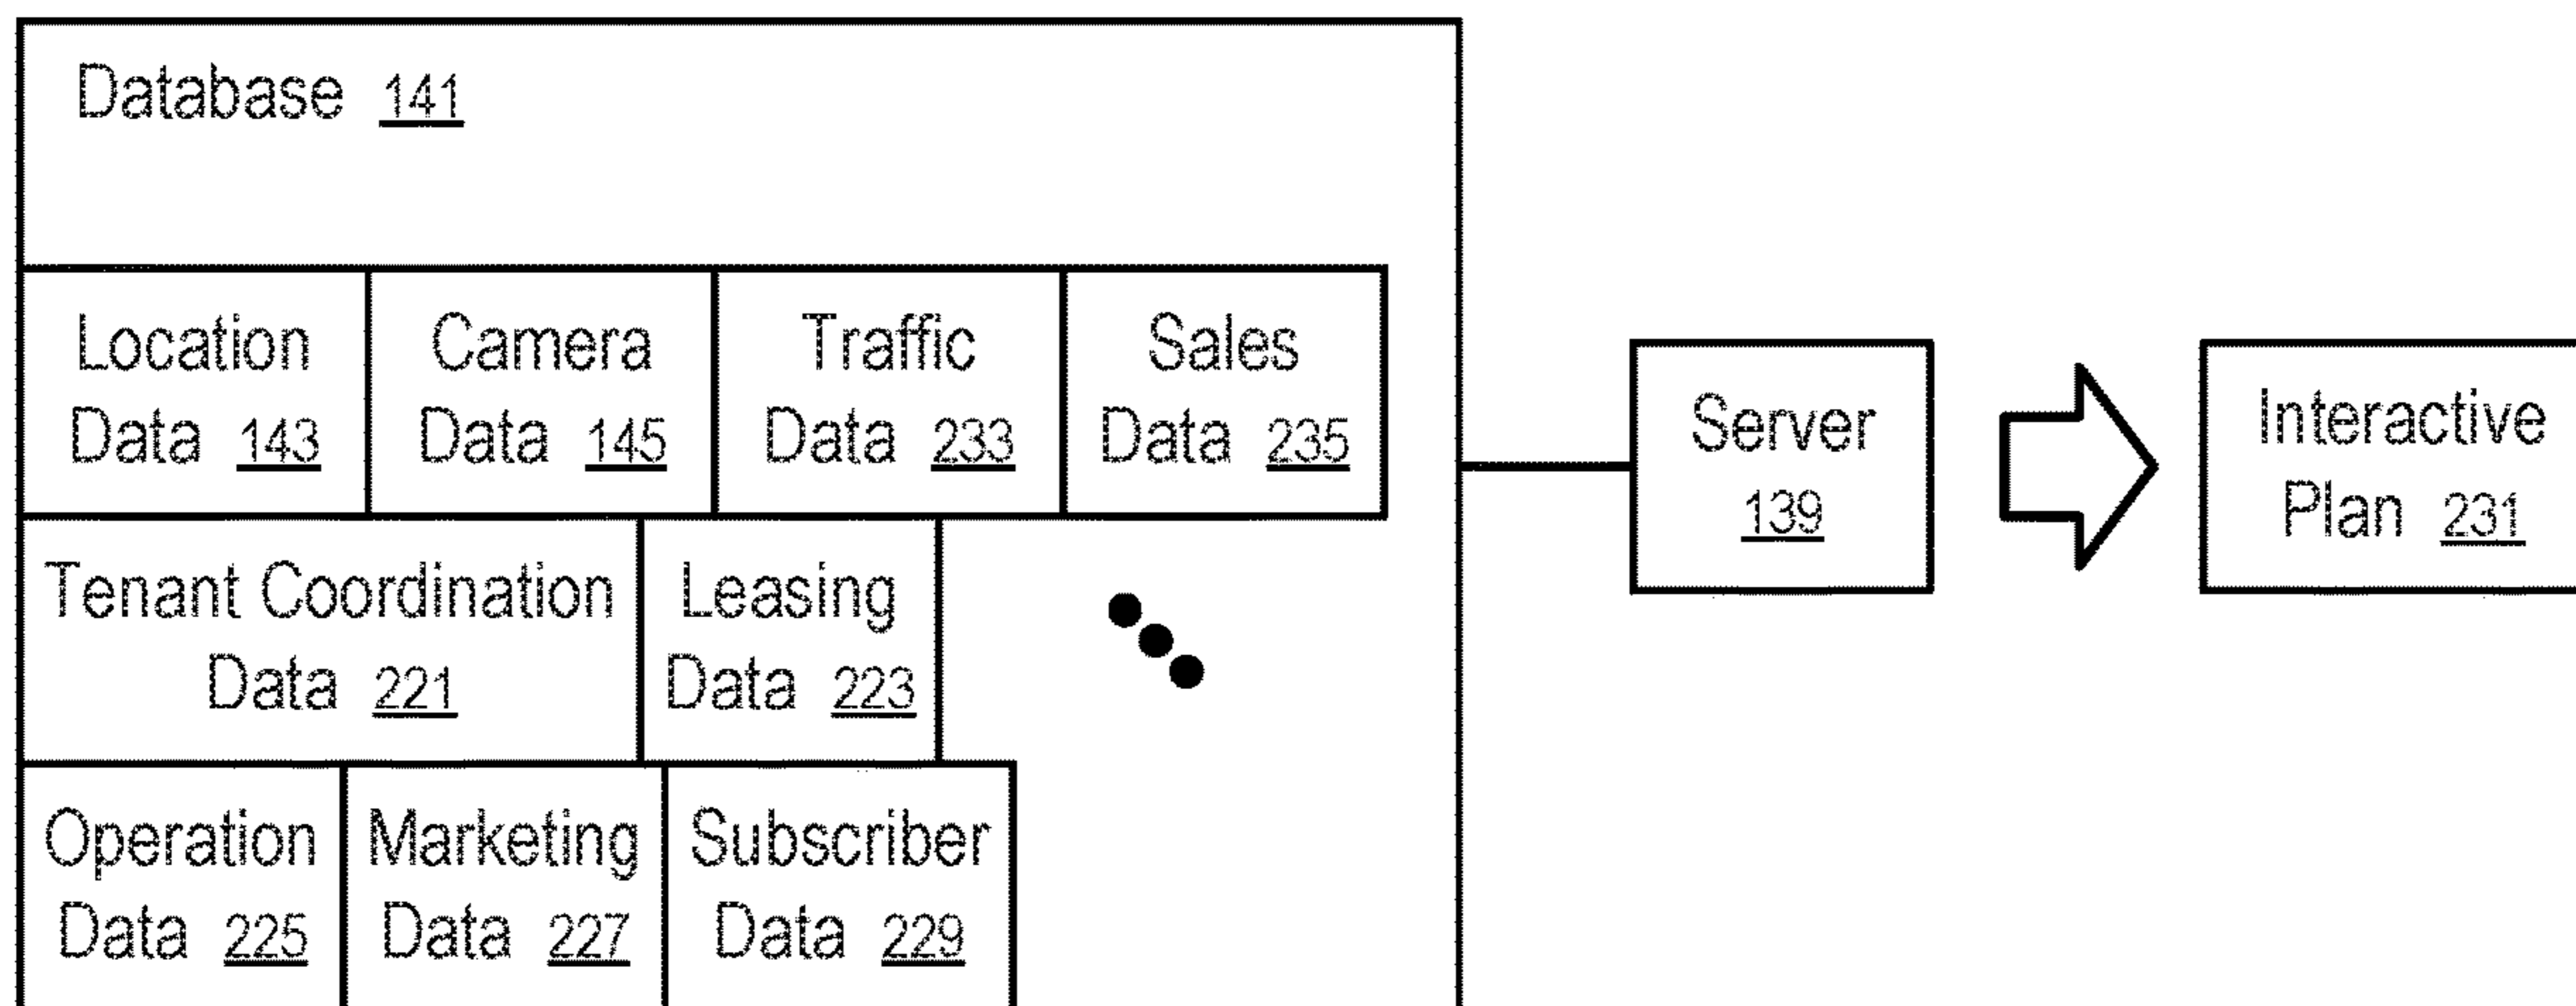 Database 141
Location
Data 143
Camera
Data 145
Traffic
Data 233
Sales
Data 235
Tenant Coordination
Data 221
Leasing
Data 223
Operation
Data 225
Marketing
Data 227
Subscriber
Data 229
Server
139
Interactive
Plan 231